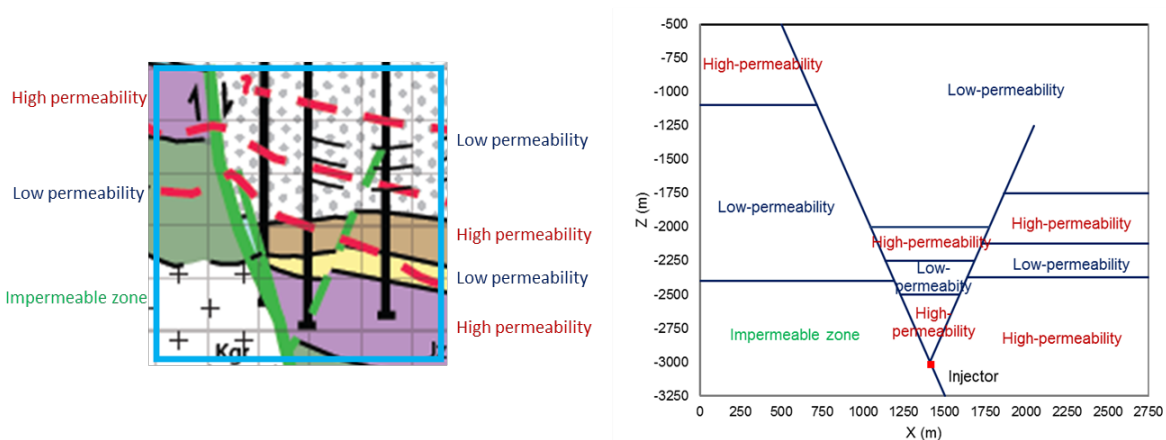 High permeability
Low permeability
Impermeable zone
?
Kgr
J
Low permeability
High permeability
Low permeability
High permeability
-500
-750
-1000
-1250
-1500
-1750
-2000
-2250
-2500
-2750
-3000
-3250
Z (m)
High-permeability
Low-permeability
Low-permeability
High-permeability
High-permeability
Low-
permeabiity
Low-permeability
High-
permeability
Impermeable zone
High-permeability
Injector
0 250 500 750 1000 1250 1500 1750 2000 2250 2500 2750
X (m)